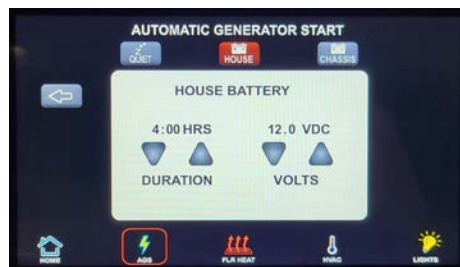 AUTOMATIC GENERATOR START
QUIET HOUSE CHASSIS
HOUSE BATTERY
4:00 HRS 12.0 VDC
DURATION VOLTS
HOME AGS FLR HEAT HVAC LIGHTS